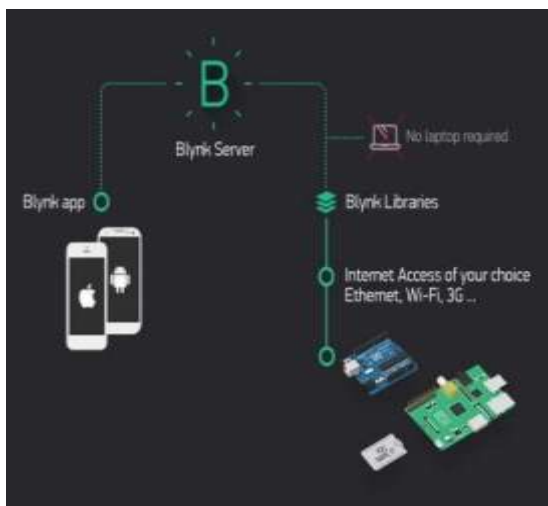 B
Blynk Server
No laptop required
Blynk app
Blynk Libraries
Internet Access of your choice
Ethernet, Wi-Fi, 3G ...